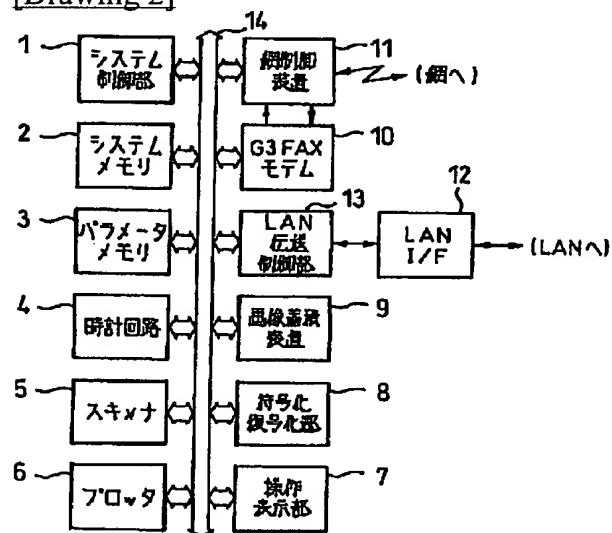 [Drawing 2]
14
1
システム
制御部
11
網制御
装置
(網へ)
2
システム
メモリ
10
G3 FAX
モデム
3
パラメータ
メモリ
13
LAN
伝送
制御部
12
LAN
I/F
(LANへ)
4
時計回路
9
画像蓄積
装置
5
スキャナ
8
符号化
復号化部
6
プロッタ
7
操作
表示部